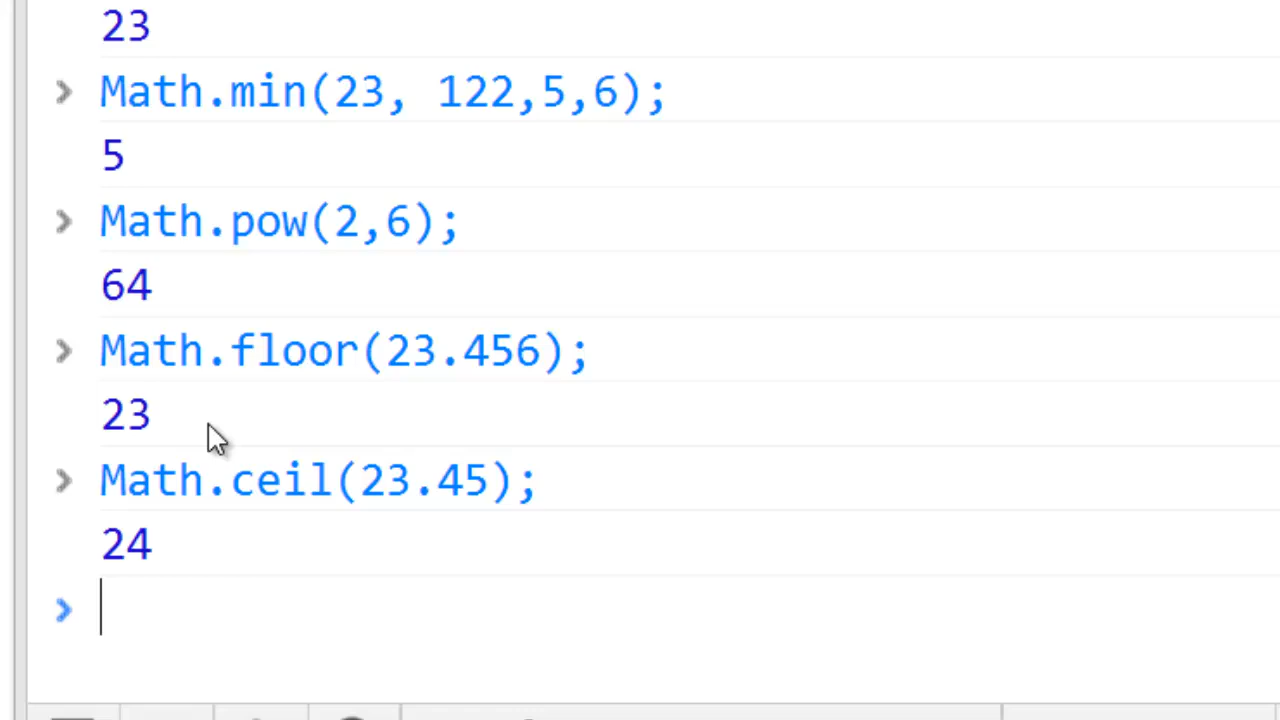 23
Math.min(23, 122,5,6);
5
Math.pow(2,6);
64
Math.floor(23.456);
23
Math.ceil(23.45);
24